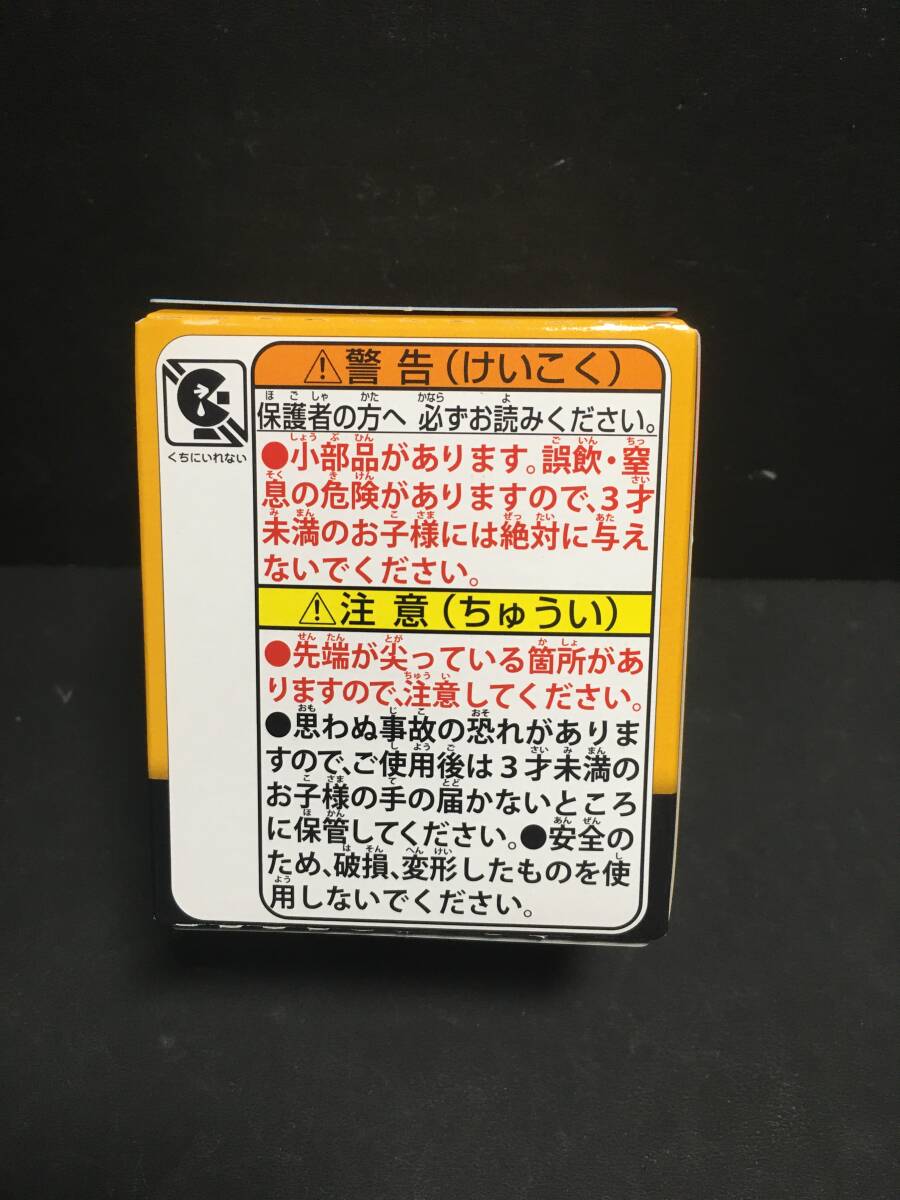 くちにいれない
⚠警告(けいこく)
保護者の方へ 必ずお読みください。
●小部品があります。誤飲・窒
息の危険がありますので、3才
未満のお子様には絶対に与え
ないでください。
⚠注意(ちゅうい)
●先端が尖っている箇所があ
りますので、注意してください。
●思わぬ事故の恐れがありま
すので、ご使用後は3才未満の
お子様の手の届かないところ
に保管してください。●安全の
ため、破損、変形したものを使
用しないでください。